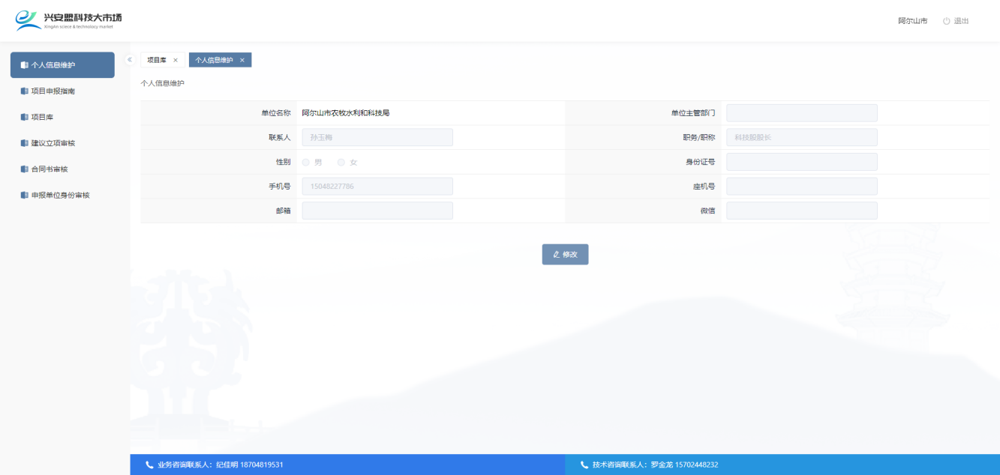 兴安盟科技大市场
XingAn sciece & technolocy market
阿尔山市 退出
个人信息维护
项目申报指南
项目库
建议立项审核
合同书审核
申报单位身份审核
项目库 × 个人信息维护 ×
个人信息维护
单位名称 阿尔山市农牧水利和科技局 单位主管部门
联系人 孙玉梅 职务/职称 科技股股长
性别 男 女 身份证号
手机号 15048227786 座机号
邮箱 微信
修改
业务咨询联系人：纪佳明 18704819531 技术咨询联系人：罗金龙 15702448232